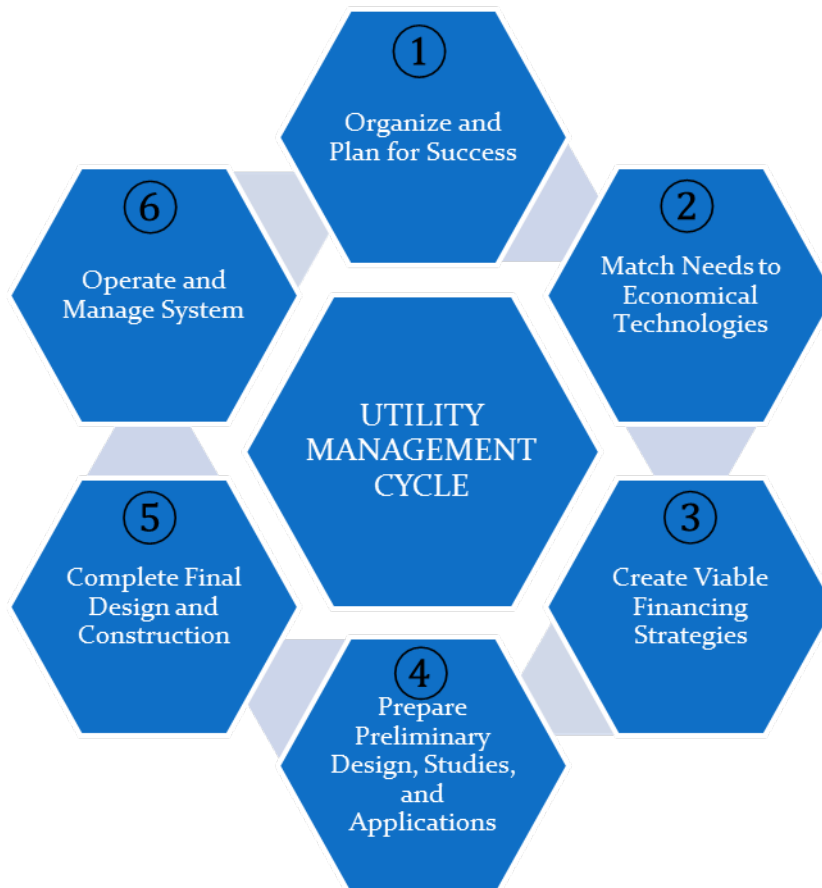 ①
Organize and
Plan for Success
②
Match Needs to
Economical
Technologies
③
Create Viable
Financing
Strategies
④
Prepare
Preliminary
Design, Studies,
and
Applications
⑤
Complete Final
Design and
Construction
⑥
Operate and
Manage System
UTILITY
MANAGEMENT
CYCLE